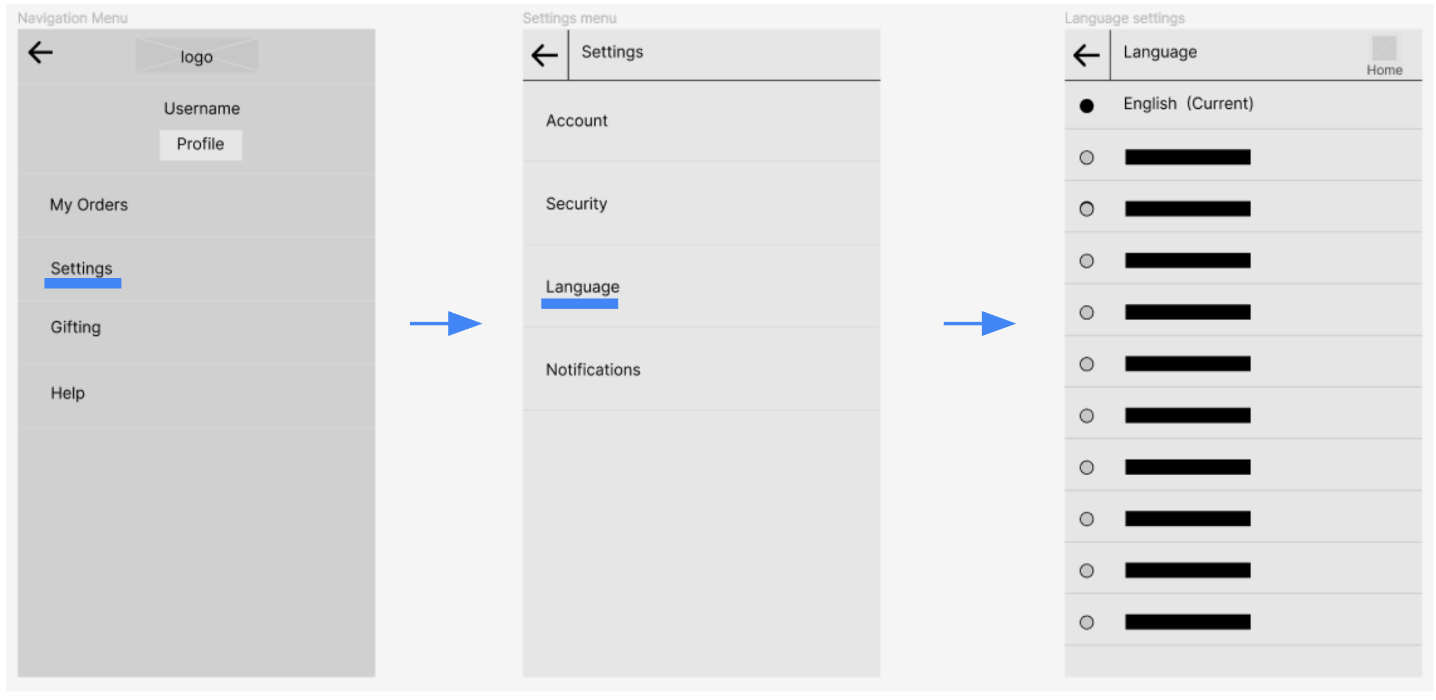 Navigation Menu
logo
Username
Profile
My Orders
Settings
Gifting
Help
Settings menu
Settings
Account
Security
Language
Notifications
Language settings
Language
Home
English (Current)